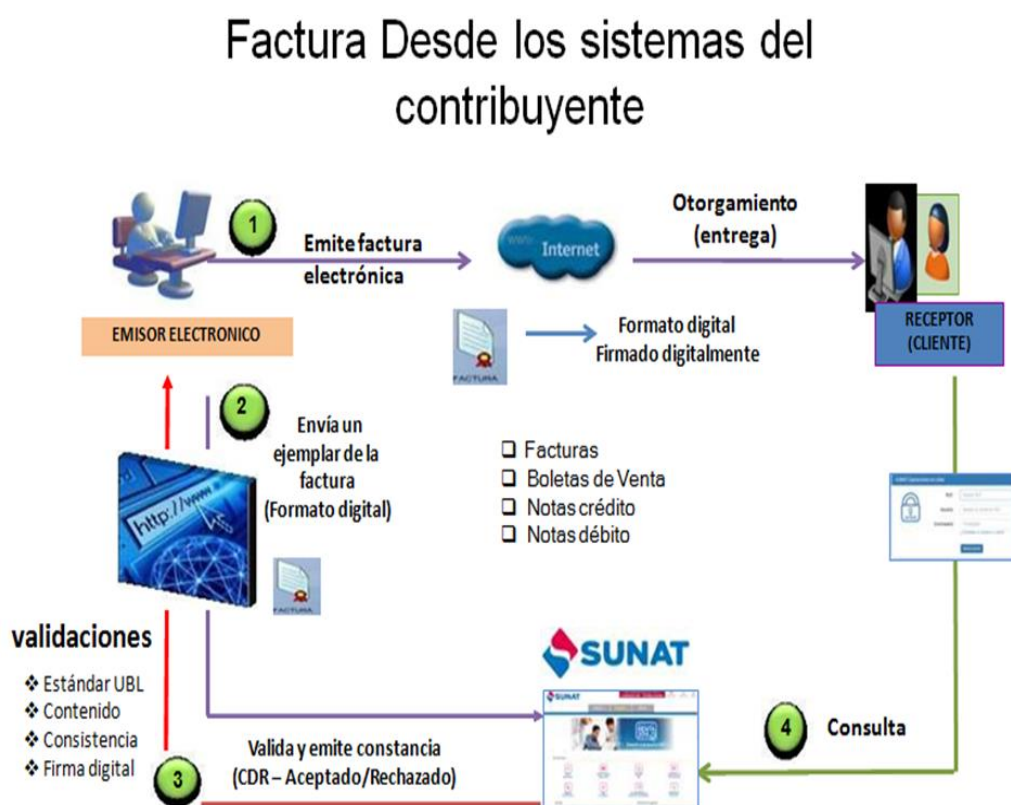 Factura Desde los sistemas del
contribuyente
1
Emite factura
electrónica
Internet
Otorgamiento
(entrega)
EMISOR ELECTRONICO
FACTURA
Formato digital
Firmado digitalmente
RECEPTOR
(CLIENTE)
2
Envía un
ejemplar de la
factura
(Formato digital)
http://www
FACTURA
❑ Facturas
❑ Boletas de Venta
❑ Notas crédito
❑ Notas débito
validaciones
❖ Estándar UBL
❖ Contenido
❖ Consistencia
❖ Firma digital
3
Valida y emite constancia
(CDR – Aceptado/Rechazado)
SUNAT
SUNAT
4
Consulta